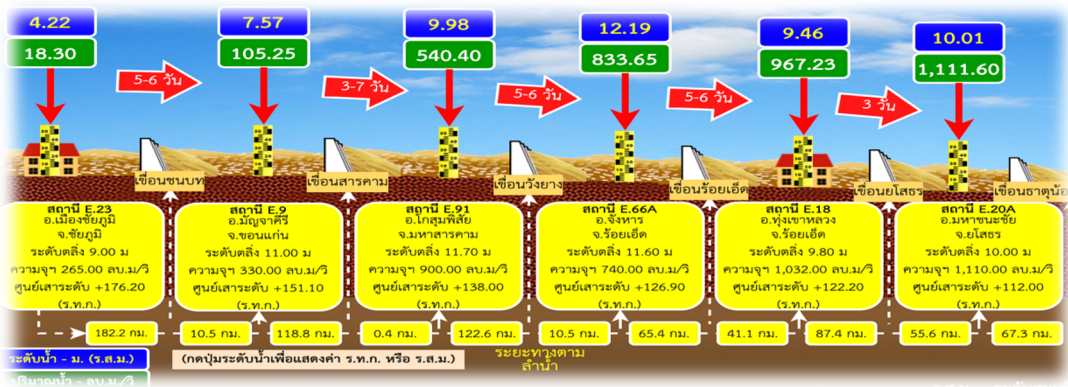 4.22
7.57
9.98
12.19
9.46
10.01
18.30
105.25
540.40
833.65
967.23
1,111.60
5-6 วัน
3-7 วัน
5-6 วัน
5-6 วัน
3 วัน
เขื่อนชนบท
เขื่อนสารคาม
เขื่อนวังยาง
เขื่อนร้อยเอ็ด
เขื่อนยโสธร
เขื่อนธาตุน้อ
สถานี E.23
อ.เมืองชัยภูมิ
จ.ชัยภูมิ
ระดับตลิ่ง 9.00 ม
ความจุฯ 265.00 ลบ.ม/วิ
ศูนย์เสาระดับ +176.20
(ร.ท.ก.)
สถานี E.9
อ.มัญจาคีรี
จ.ขอนแก่น
ระดับตลิ่ง 11.00 ม
ความจุฯ 330.00 ลบ.ม/วิ
ศูนย์เสาระดับ +151.10
(ร.ท.ก.)
สถานี E.91
อ.โกสุมพิสัย
จ.มหาสารคาม
ระดับตลิ่ง 11.70 ม
ความจุฯ 900.00 ลบ.ม/วิ
ศูนย์เสาระดับ +138.00
(ร.ท.ก.)
สถานี E.66A
อ.จังหาร
จ.ร้อยเอ็ด
ระดับตลิ่ง 11.60 ม
ความจุฯ 740.00 ลบ.ม/วิ
ศูนย์เสาระดับ +126.90
(ร.ท.ก.)
สถานี E.18
อ.ทุ่งเขาหลวง
จ.ร้อยเอ็ด
ระดับตลิ่ง 9.80 ม
ความจุฯ 1,032.00 ลบ.ม/วิ
ศูนย์เสาระดับ +122.20
(ร.ท.ก.)
สถานี E.20A
อ.มหาชนะชัย
จ.ยโสธร
ระดับตลิ่ง 10.00 ม
ความจุฯ 1,110.00 ลบ.ม/วิ
ศูนย์เสาระดับ +112.00
(ร.ท.ก.)
182.2 กม.
10.5 กม.
118.8 กม.
0.4 กม.
122.6 กม.
10.5 กม.
65.4 กม.
41.1 กม.
87.4 กม.
55.6 กม.
67.3 กม.
ระดับน้ำ - ม. (ร.ส.ม.)
(กดปุ่มระดับน้ำเพื่อแสดงค่า ร.ท.ก. หรือ ร.ส.ม.)
ระยะทางตาม
ลำน้ำ
ปริมาณน้ำ - ลบ.ม./วิ